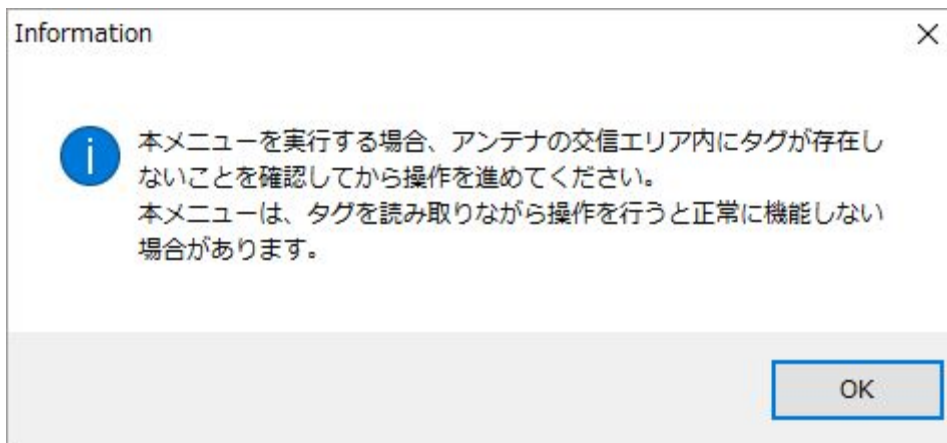 Information
本メニューを実行する場合、アンテナの交信エリア内にタグが存在し
ないことを確認してから操作を進めてください。
本メニューは、タグを読み取りながら操作を行うと正常に機能しない
場合があります。
OK